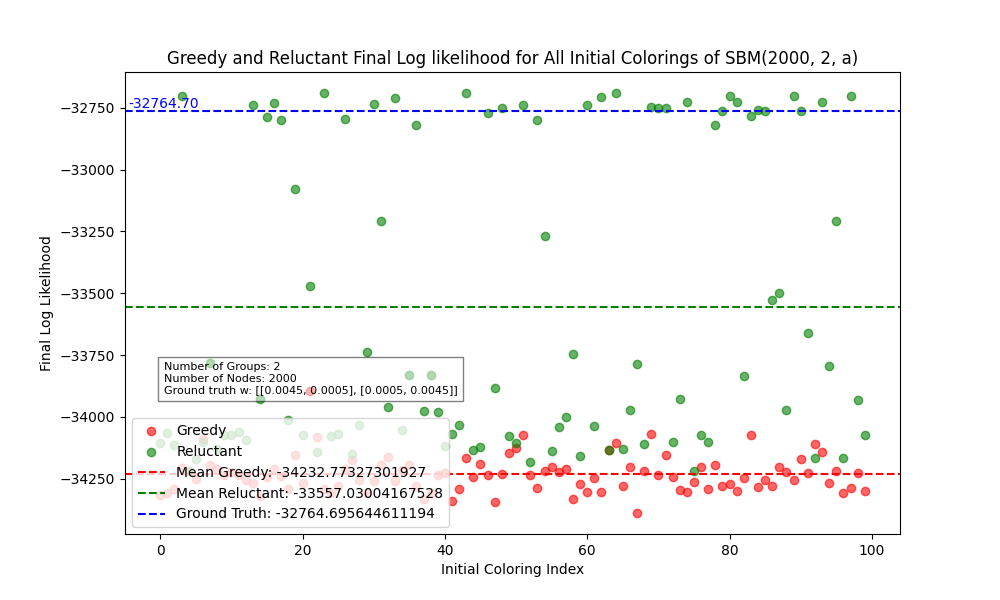 Greedy and Reluctant Final Log likelihood for All Initial Colorings of SBM(2000, 2, a)
-32764.70
−32750
−33000
−33250
−33500
−33750
−34000
−34250
Final Log Likelihood
Number of Groups: 2
Number of Nodes: 2000
Ground truth w: [[0.0045, 0.0005], [0.0005, 0.0045]]
Greedy
Reluctant
Mean Greedy: -34232.77327301927
Mean Reluctant: -33557.03004167528
Ground Truth: -32764.695644611194
0 20 40 60 80 100
Initial Coloring Index